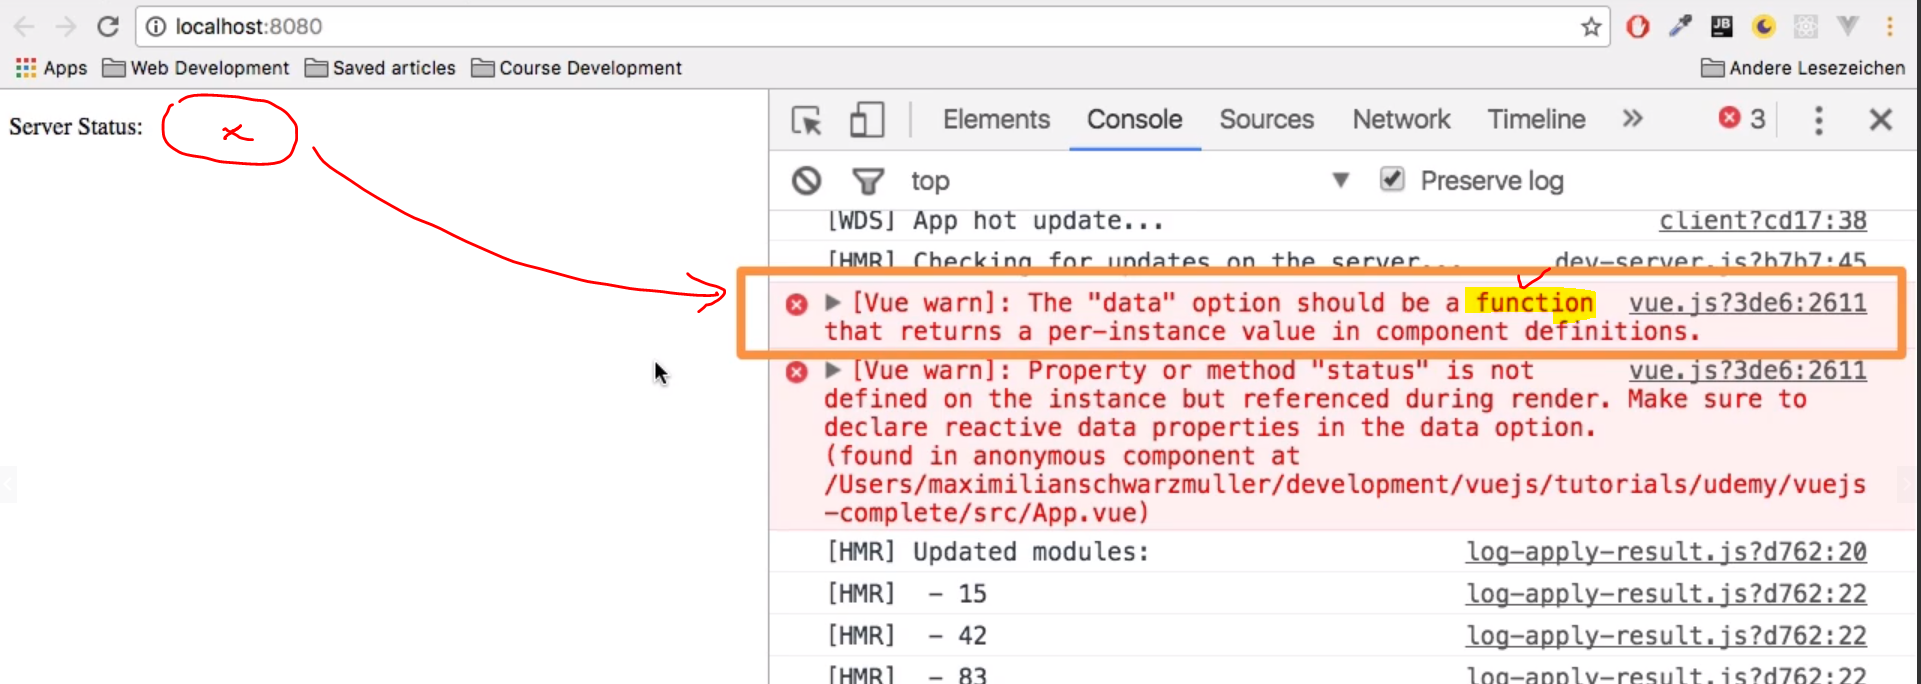 localhost:8080
JB
Apps Web Development Saved articles Course Development Andere Lesezeichen
Server Status: x
Elements Console Sources Network Timeline » 3
top Preserve log
[WDS] App hot update... client?cd17:38
[HMR] Checking for updates on the server... dev-server.js?b7b7:45
[Vue warn]: The "data" option should be a function vue.js?3de6:2611
that returns a per-instance value in component definitions.
[Vue warn]: Property or method "status" is not vue.js?3de6:2611
defined on the instance but referenced during render. Make sure to
declare reactive data properties in the data option.
(found in anonymous component at
/Users/maximilianschwarzmuller/development/vuejs/tutorials/udemy/vuejs
-complete/src/App.vue)
[HMR] Updated modules: log-apply-result.js?d762:20
[HMR] - 15 log-apply-result.js?d762:22
[HMR] - 42 log-apply-result.js?d762:22
[HMR] - 83 log-apply-result.js?d762:22